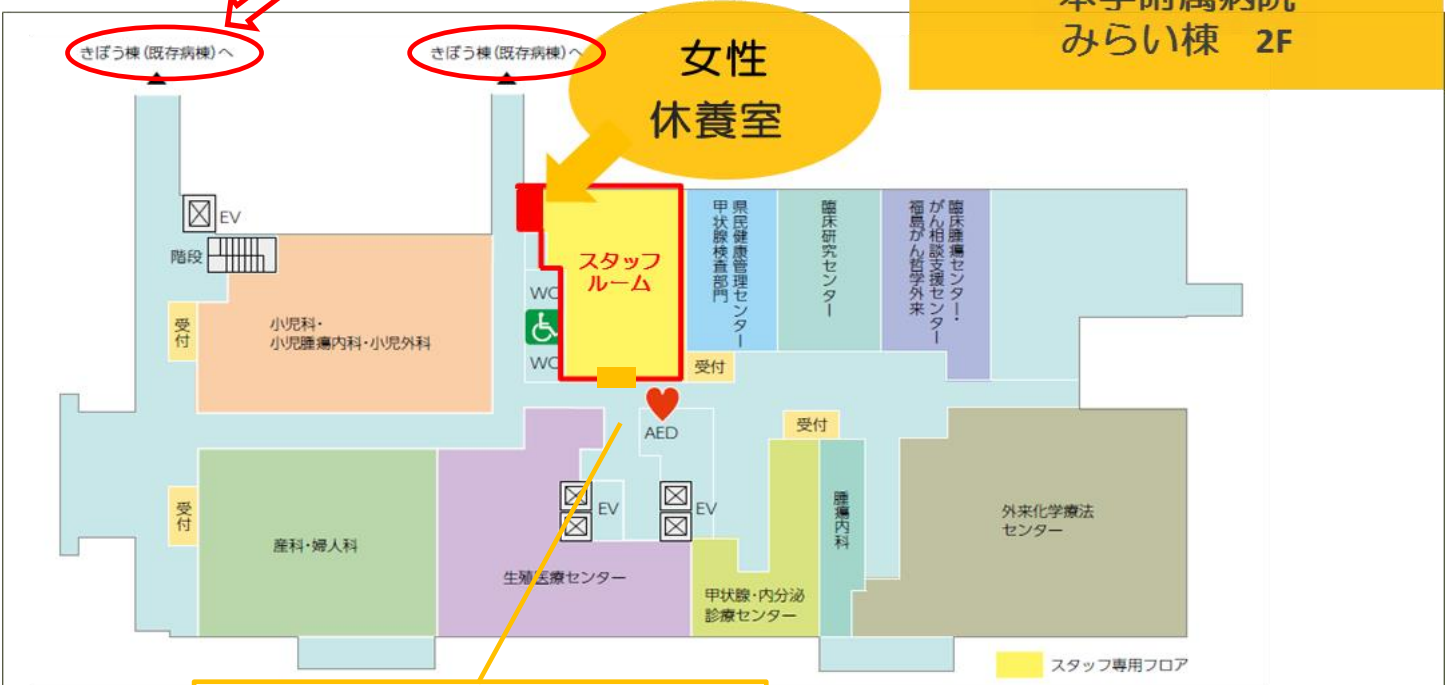 本学附属病院
みらい棟 2F
きぼう棟(既存病棟)へ
きぼう棟(既存病棟)へ
女性
休養室
EV
階段
受付
小児科・
小児腫瘍内科・小児外科
WC
WC
スタッフ
ルーム
県民健康管理センター
甲状腺検査部門
臨床研究センター
臨床腫瘍センター・
がん相談支援センター
福島がん哲学外来
受付
AED
受付
受付
産科・婦人科
EV
EV
生殖医療センター
甲状腺・内分泌
診療センター
腫瘍内科
外来化学療法
センター
スタッフ専用フロア